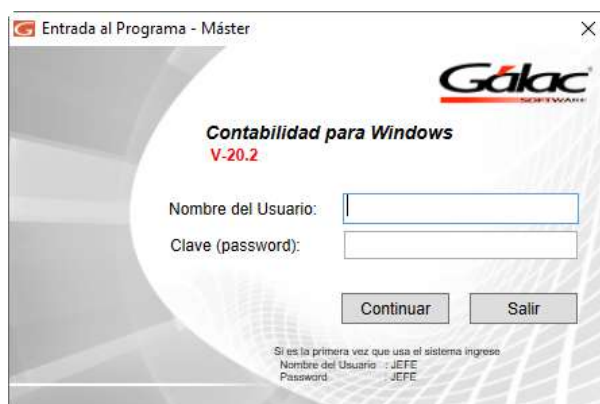 Entrada al Programa - Máster
Gálac
SOFTWARE
Contabilidad para Windows
V-20.2
Nombre del Usuario:
Clave (password):
Continuar Salir
Si es la primera vez que usa el sistema ingrese
Nombre del Usuario : JEFE
Password : JEFE